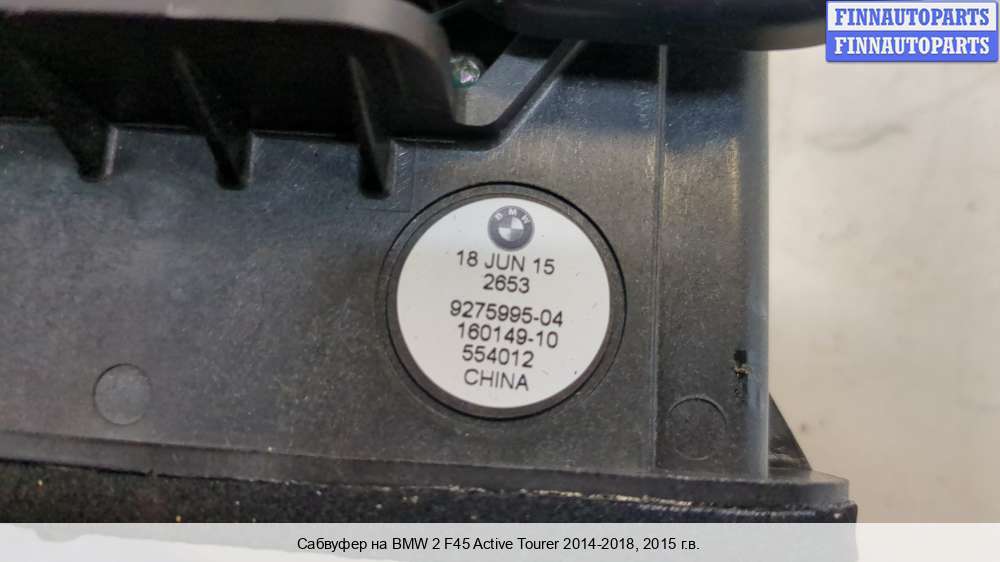 FINNAUTOPARTS
FINNAUTOPARTS
BMW
18 JUN 15
2653
9275995-04
160149-10
554012
CHINA
Сабвуфер на BMW 2 F45 Active Tourer 2014-2018, 2015 г.в.